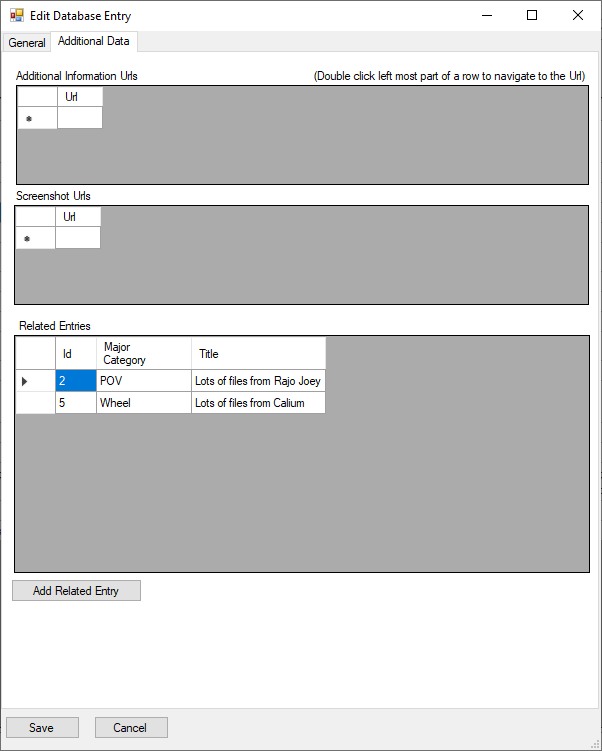 Edit Database Entry
General Additional Data
Additional Information Urls (Double click left most part of a row to navigate to the Url)
Url
Screenshot Urls
Url
Related Entries
Id Major Category Title
2 POV Lots of files from Rajo Joey
5 Wheel Lots of files from Calium
Add Related Entry
Save Cancel